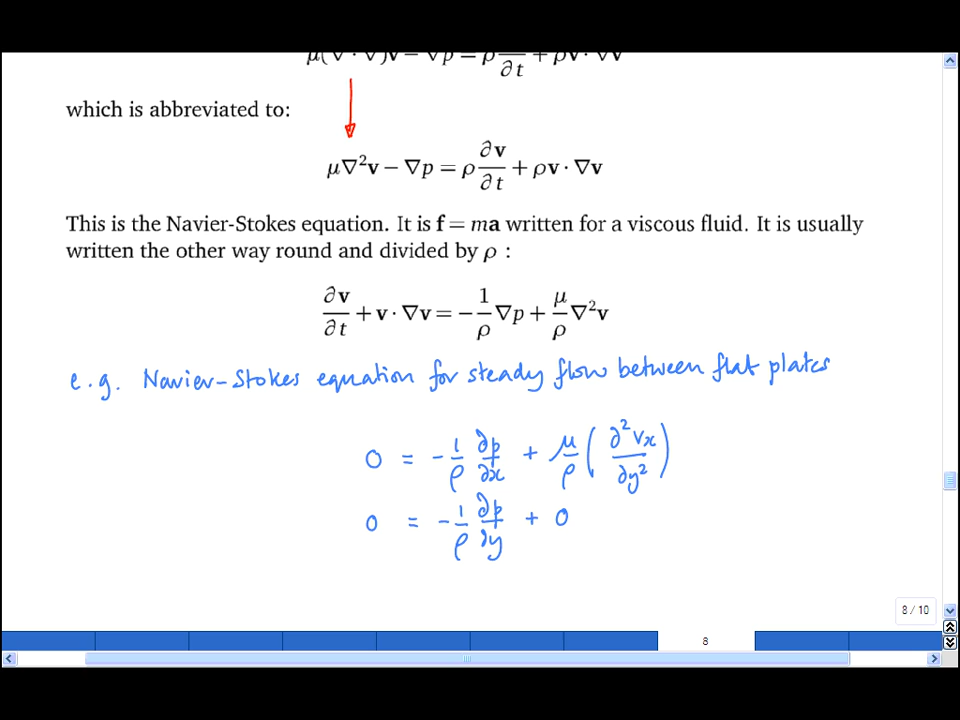 μ(∇ · ∇)v − ∇p = ρ ∂v/∂t + ρv · ∇v
which is abbreviated to:
μ∇²v − ∇p = ρ ∂v/∂t + ρv · ∇v
This is the Navier-Stokes equation. It is f = ma written for a viscous fluid. It is usually
written the other way round and divided by ρ :
∂v/∂t + v · ∇v = − 1/ρ ∇p + μ/ρ ∇²v
e.g. Navier-Stokes equation for steady flow between flat plates
0 = − 1/ρ ∂p/∂x + μ/ρ ( ∂²vx/∂y² )
0 = − 1/ρ ∂p/∂y + 0
8 / 10
8